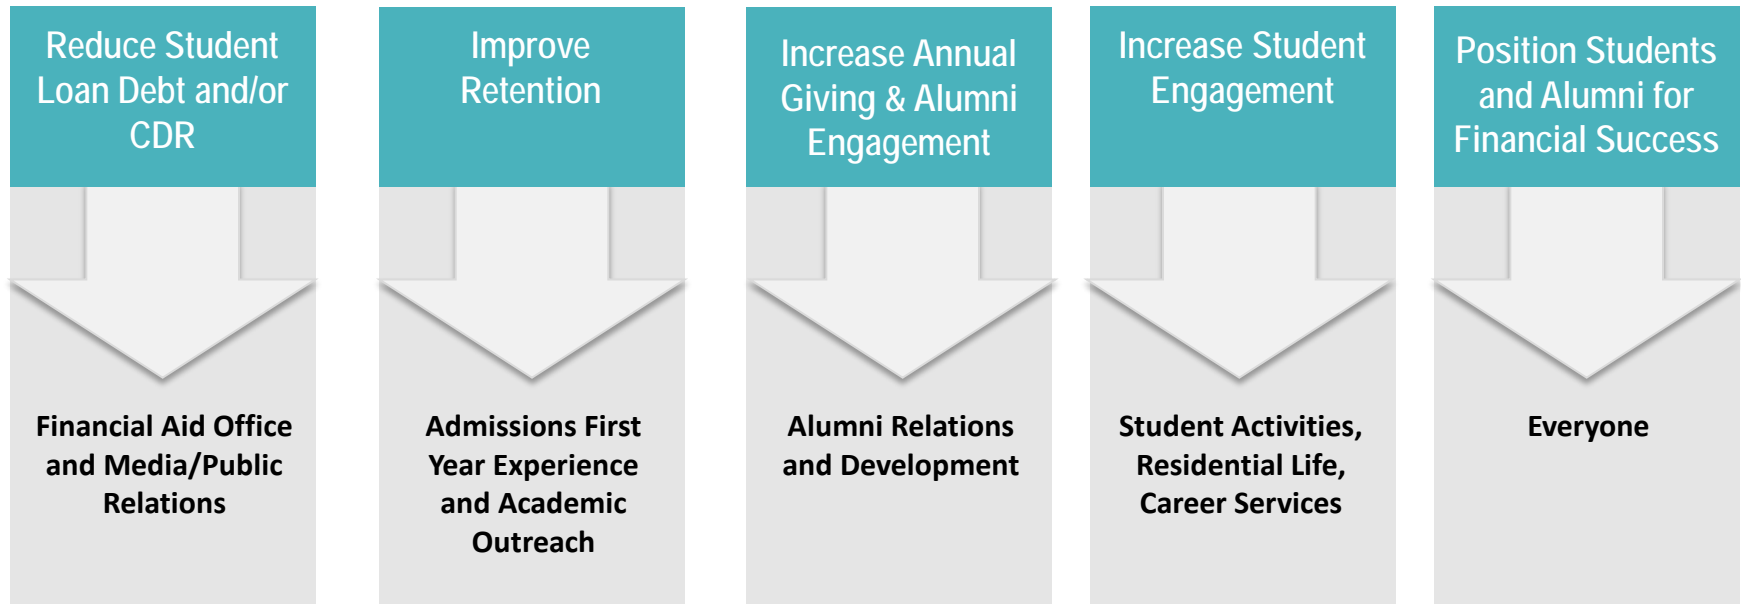 Reduce Student
Loan Debt and/or
CDR
Improve
Retention
Increase Annual
Giving & Alumni
Engagement
Increase Student
Engagement
Position Students
and Alumni for
Financial Success
Financial Aid Office
and Media/Public
Relations
Admissions First
Year Experience
and Academic
Outreach
Alumni Relations
and Development
Student Activities,
Residential Life,
Career Services
Everyone